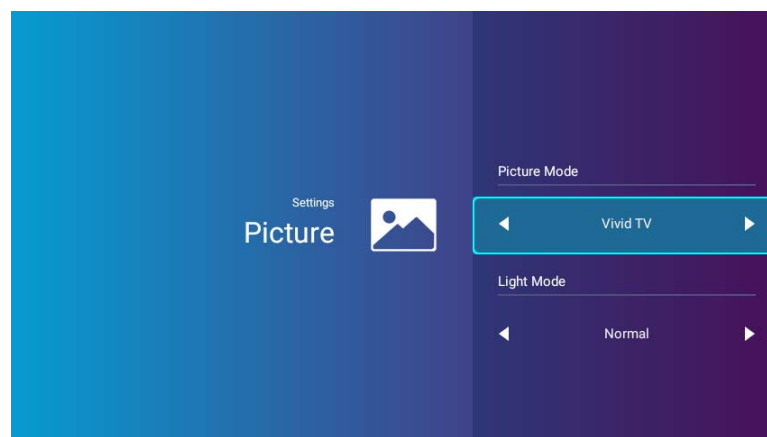 Settings
Picture
Picture Mode
Vivid TV
Light Mode
Normal